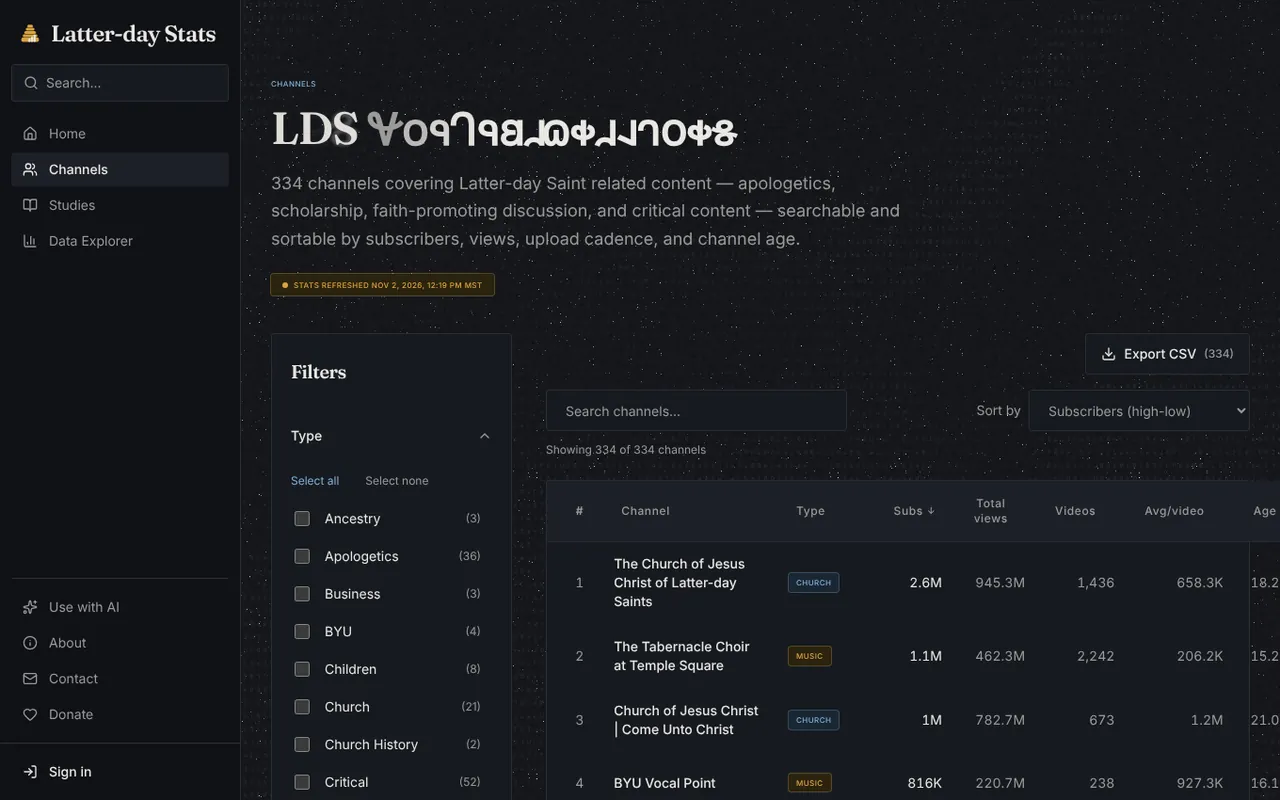 Latter-day Stats
Search...
Home
Channels
Studies
Data Explorer
Use with AI
About
Contact
Donate
Sign in
CHANNELS
LDS
334 channels covering Latter-day Saint related content — apologetics,
scholarship, faith-promoting discussion, and critical content — searchable and
sortable by subscribers, views, upload cadence, and channel age.
STATS REFRESHED NOV 2, 2026, 12:19 PM MST
Filters
Type
Select all Select none
Ancestry (3)
Apologetics (36)
Business (3)
BYU (4)
Children (8)
Church (21)
Church History (2)
Critical (52)
Export CSV (334)
Search channels...
Sort by Subscribers (high-low)
Showing 334 of 334 channels
# Channel Type Subs ↓ Total views Videos Avg/video Age
1 The Church of Jesus Christ of Latter-day Saints CHURCH 2.6M 945.3M 1,436 658.3K 18.2
2 The Tabernacle Choir at Temple Square MUSIC 1.1M 462.3M 2,242 206.2K 15.2
3 Church of Jesus Christ | Come Unto Christ CHURCH 1M 782.7M 673 1.2M 21.0
4 BYU Vocal Point MUSIC 816K 220.7M 238 927.3K 16.1